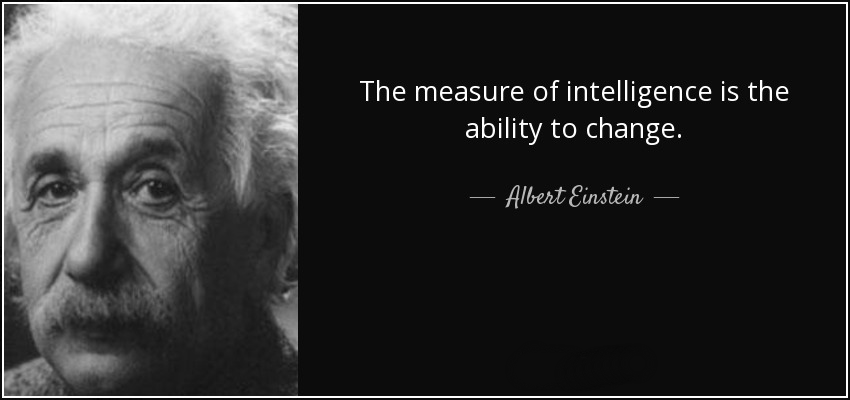 The measure of intelligence is the
ability to change.
— Albert Einstein —